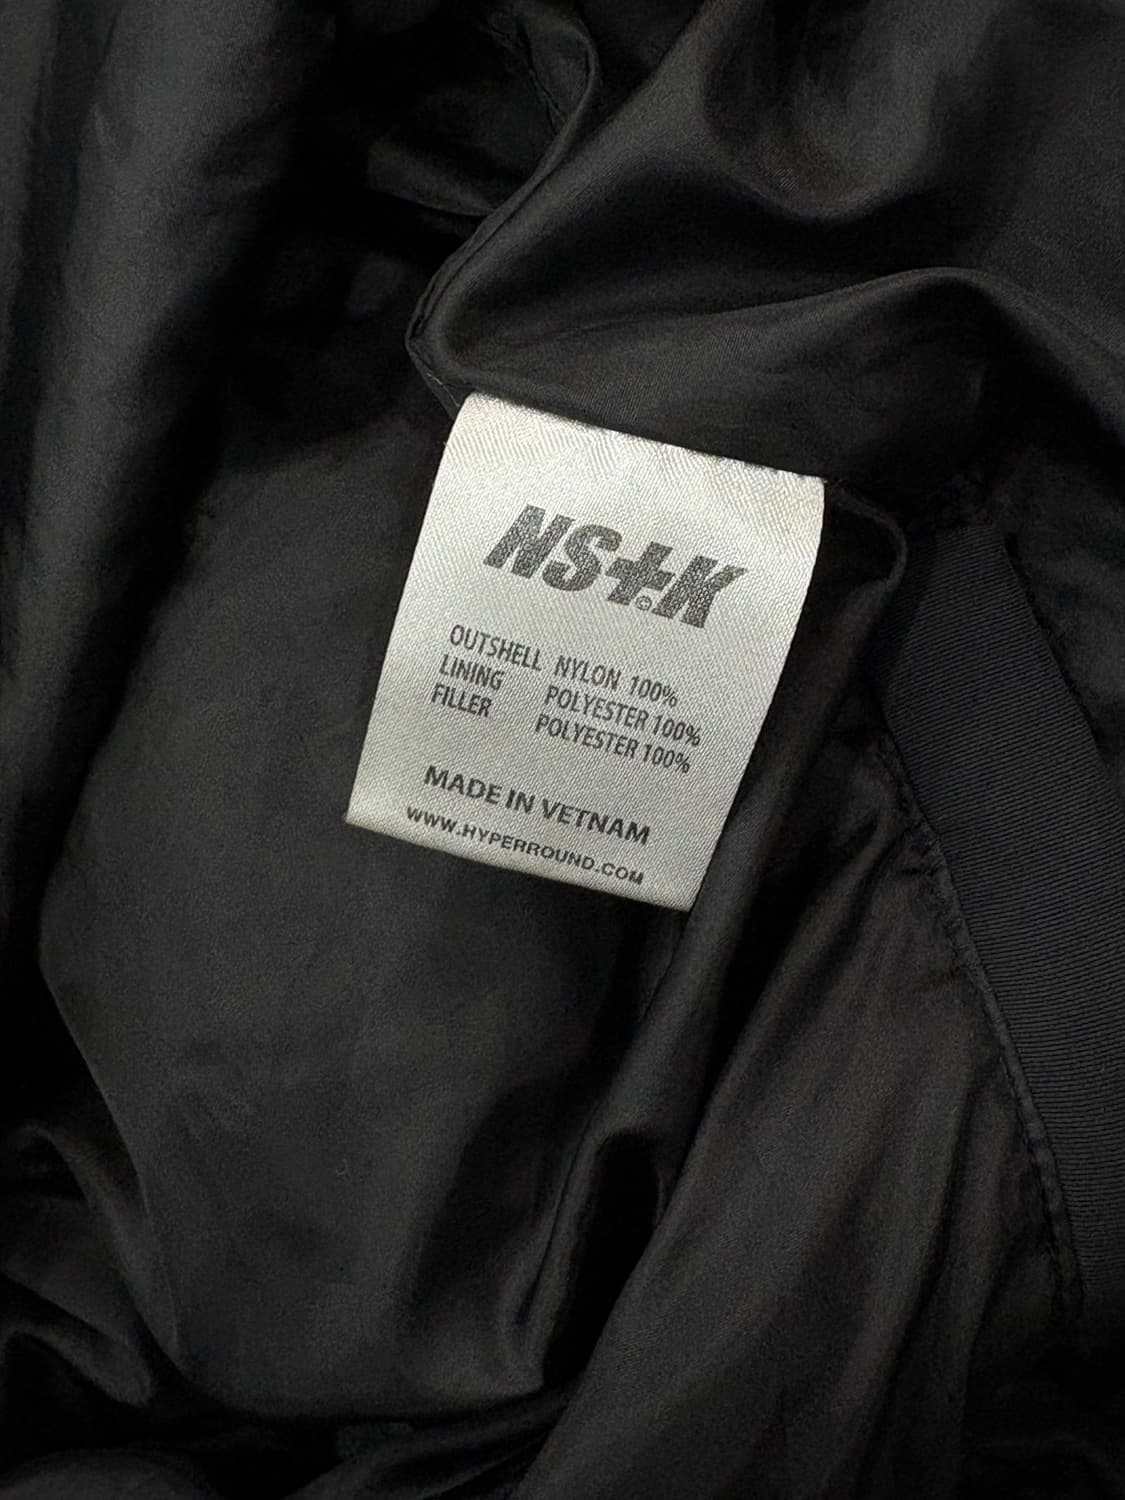 NS+K
©
OUTSHELL NYLON 100%
LINING POLYESTER 100%
FILLER POLYESTER 100%
MADE IN VETNAM
WWW.HYPERROUND.COM